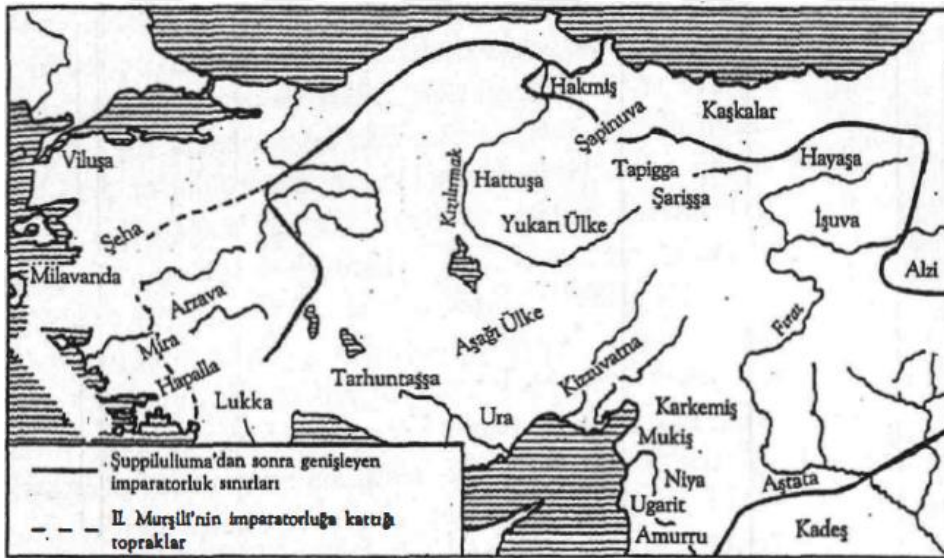 Hakmiş
Kaşkalar
Şapinuva
Viluşa
Hattuşa
Tapigga
Hayaşa
Kızılırmak
Şarişşa
Yukarı Ülke
İşuva
Şeha
Milavanda
Alzi
Arzava
Aşağı Ülke
Fırat
Mira
Hapalla
Kizzuvatna
Tarhuntaşşa
Lukka
Ura
Karkemiş
Mukiş
Niya
Aştata
Ugarit
Kadeş
Amurru
Şuppiluliuma'dan sonra genişleyen
imparatorluk sınırları
II. Murşili'nin imparatorluğa kattığı
topraklar